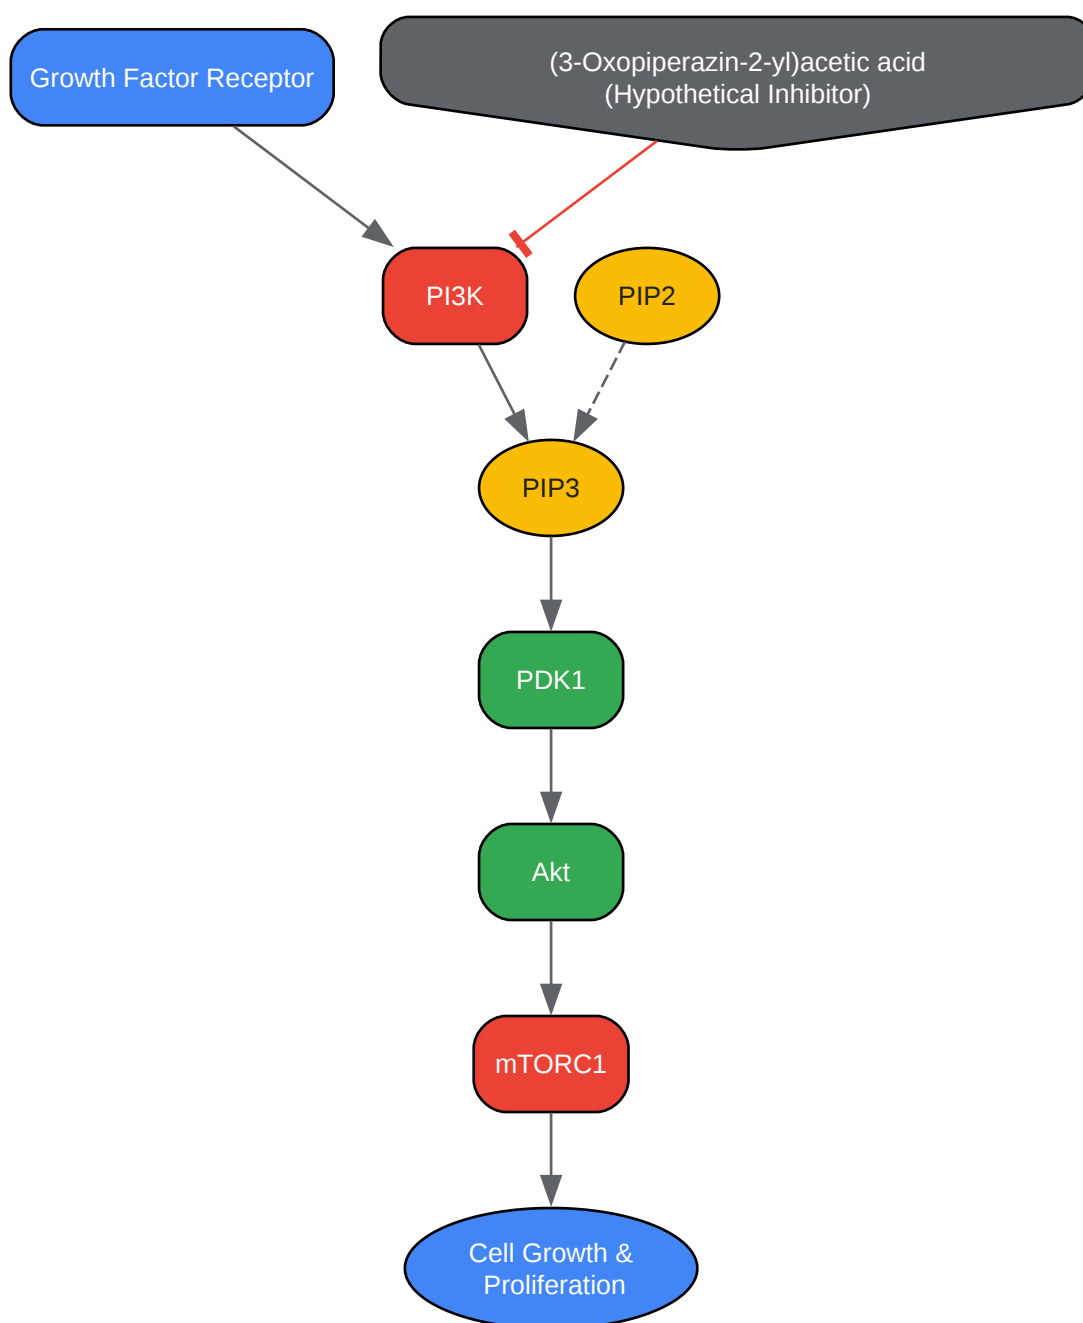 Growth Factor Receptor
(3-Oxopiperazin-2-yl)acetic acid
(Hypothetical Inhibitor)
PI3K
PIP2
PIP3
PDK1
Akt
mTORC1
Cell Growth &
Proliferation